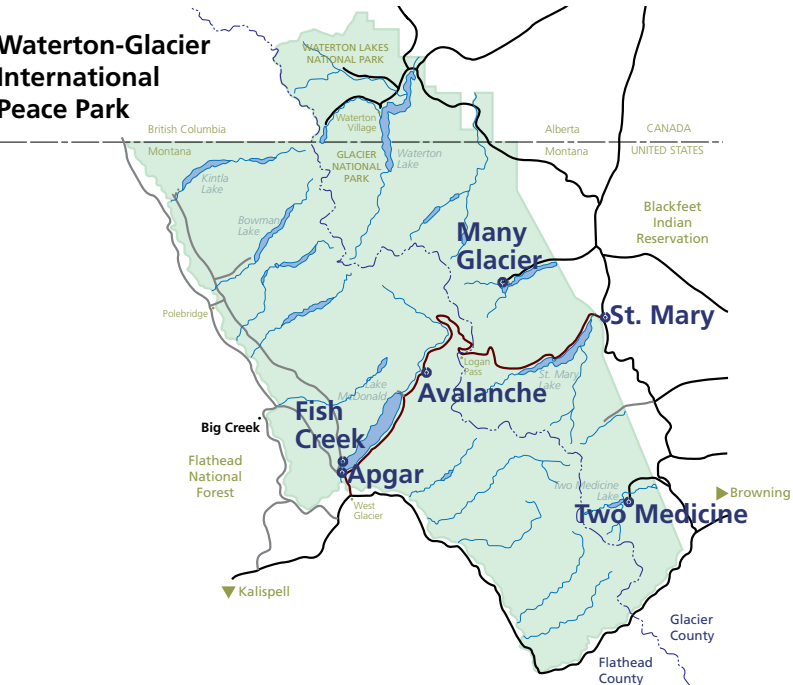 Waterton-Glacier
International
Peace Park
WATERTON LAKES
NATIONAL PARK
Waterton
Village
British Columbia
Alberta
CANADA
Montana
Montana
UNITED STATES
GLACIER
NATIONAL
PARK
Waterton
Lake
Kintla
Lake
Bowman
Lake
Blackfeet
Indian
Reservation
Many
Glacier
Polebridge
St. Mary
Logan
Pass
St. Mary
Lake
Lake
McDonald
Avalanche
Fish
Creek
Big Creek
Apgar
Flathead
National
Forest
West
Glacier
Two Medicine
Lake
Two Medicine
Browning
Kalispell
Glacier
County
Flathead
County